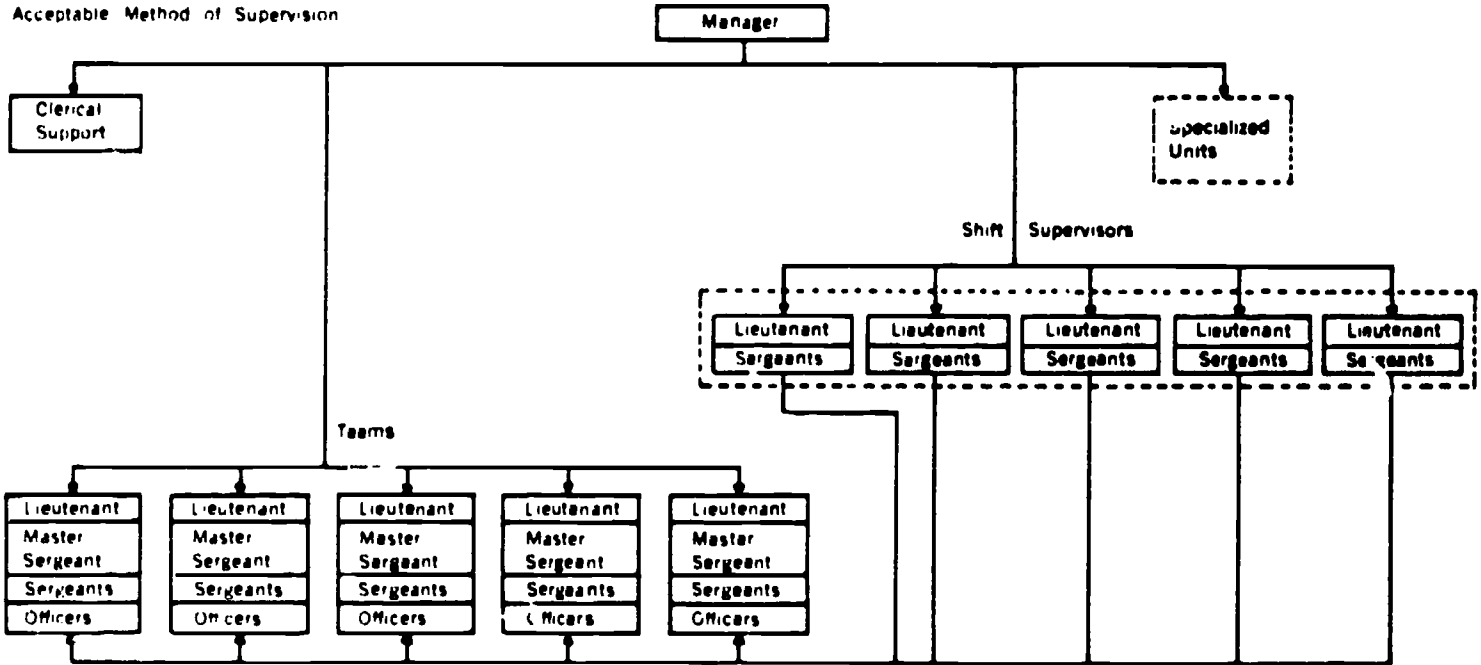 Acceptable Method of Supervision
Manager
Clerical
Support
Specialized
Units
Shift Supervisors
Lieutenant
Sergeants
Lieutenant
Sergeants
Lieutenant
Sergeants
Lieutenant
Sergeants
Lieutenant
Sergeants
Teams
Lieutenant
Master
Sergeant
Sergeants
Officers
Lieutenant
Master
Sergeant
Sergeants
Officers
Lieutenant
Master
Sergeant
Sergeants
Officers
Lieutenant
Master
Sergeant
Sergeants
Officers
Lieutenant
Master
Sergeant
Sergeants
Officers